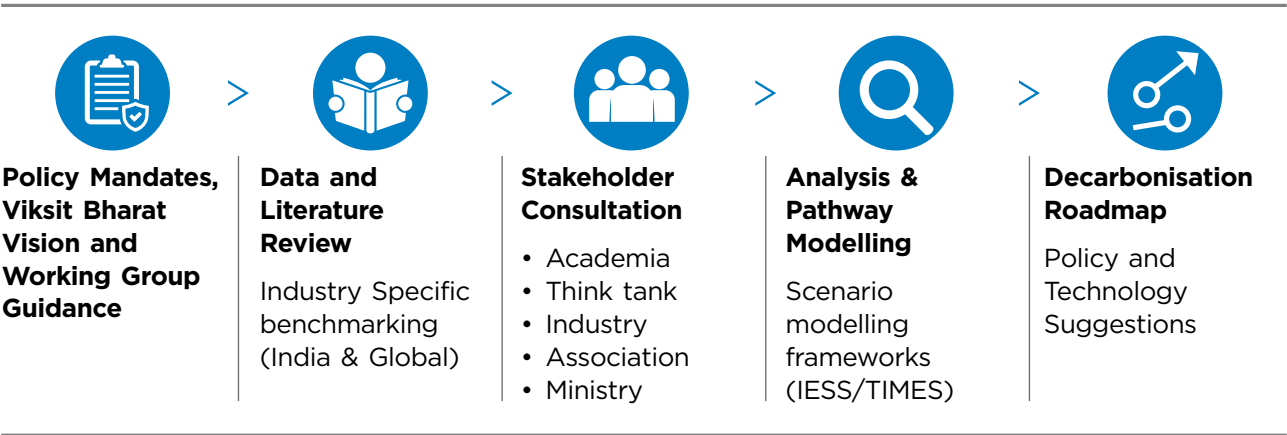 Policy Mandates,
Viksit Bharat
Vision and
Working Group
Guidance
Data and
Literature
Review
Industry Specific
benchmarking
(India & Global)
Stakeholder
Consultation
• Academia
• Think tank
• Industry
• Association
• Ministry
Analysis &
Pathway
Modelling
Scenario
modelling
frameworks
(IESS/TIMES)
Decarbonisation
Roadmap
Policy and
Technology
Suggestions